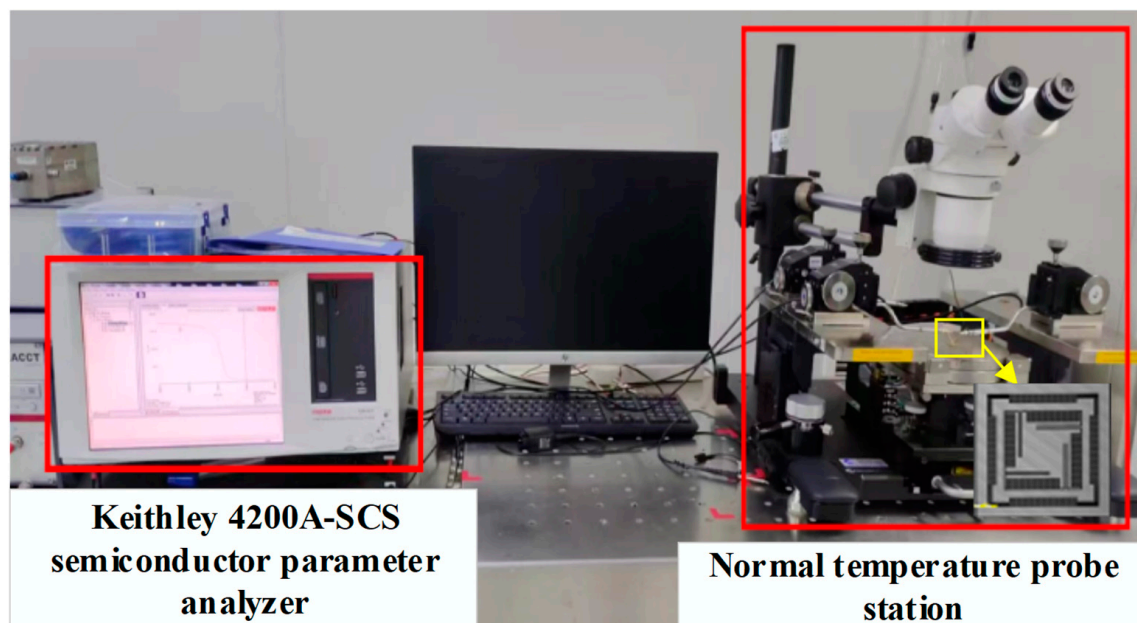 ACCT
Keithley 4200A-SCS
semiconductor parameter
analyzer
Normal temperature probe
station